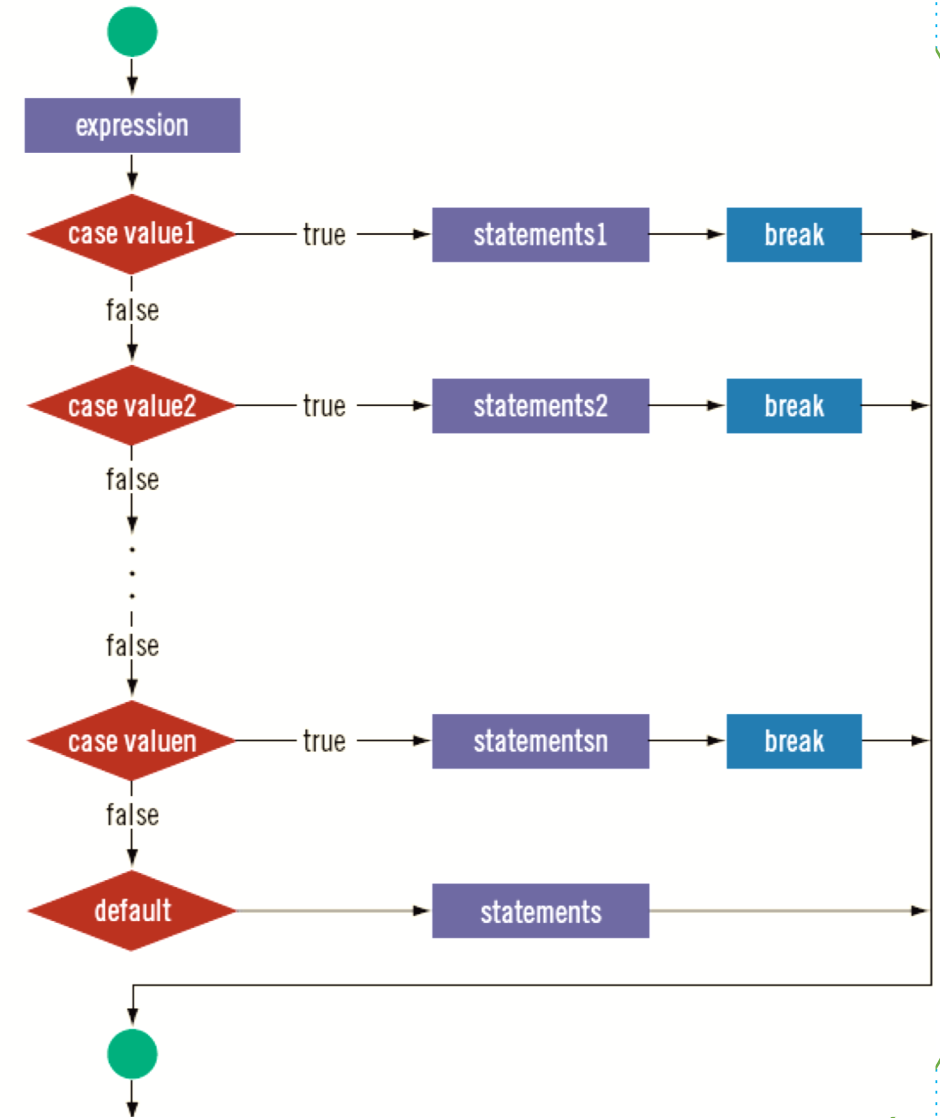 expression
case value1
true
statements1
break
false
case value2
true
statements2
break
false
false
case valuen
true
statementsn
break
false
default
statements